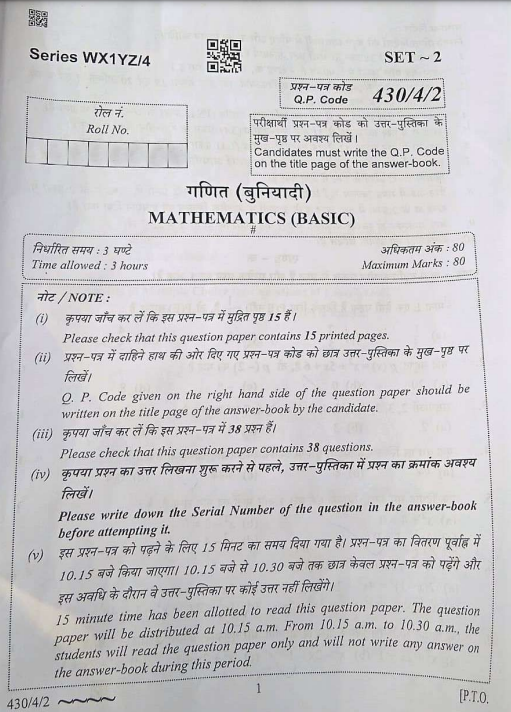 Series WX1YZ/4
SET ~ 2
प्रश्न-पत्र कोड
Q.P. Code 430/4/2
रोल नं.
Roll No.
परीक्षार्थी प्रश्न-पत्र कोड को उत्तर-पुस्तिका के
मुख-पृष्ठ पर अवश्य लिखें।
Candidates must write the Q.P. Code
on the title page of the answer-book.
गणित (बुनियादी)
MATHEMATICS (BASIC)
#
निर्धारित समय : 3 घण्टे
अधिकतम अंक : 80
Time allowed : 3 hours
Maximum Marks : 80
नोट / NOTE :
(i) कृपया जाँच कर लें कि इस प्रश्न-पत्र में मुद्रित पृष्ठ 15 हैं।
Please check that this question paper contains 15 printed pages.
(ii) प्रश्न-पत्र में दाहिने हाथ की ओर दिए गए प्रश्न-पत्र कोड को छात्र उत्तर-पुस्तिका के मुख-पृष्ठ पर
लिखें।
Q. P. Code given on the right hand side of the question paper should be
written on the title page of the answer-book by the candidate.
(iii) कृपया जाँच कर लें कि इस प्रश्न-पत्र में 38 प्रश्न हैं।
Please check that this question paper contains 38 questions.
(iv) कृपया प्रश्न का उत्तर लिखना शुरू करने से पहले, उत्तर-पुस्तिका में प्रश्न का क्रमांक अवश्य
लिखें।
Please write down the Serial Number of the question in the answer-book
before attempting it.
(v) इस प्रश्न-पत्र को पढ़ने के लिए 15 मिनट का समय दिया गया है। प्रश्न-पत्र का वितरण पूर्वाह्न में
10.15 बजे किया जाएगा। 10.15 बजे से 10.30 बजे तक छात्र केवल प्रश्न-पत्र को पढ़ेंगे और
इस अवधि के दौरान वे उत्तर-पुस्तिका पर कोई उत्तर नहीं लिखेंगे।
15 minute time has been allotted to read this question paper. The question
paper will be distributed at 10.15 a.m. From 10.15 a.m. to 10.30 a.m., the
students will read the question paper only and will not write any answer on
the answer-book during this period.
430/4/2
1
[P.T.O.